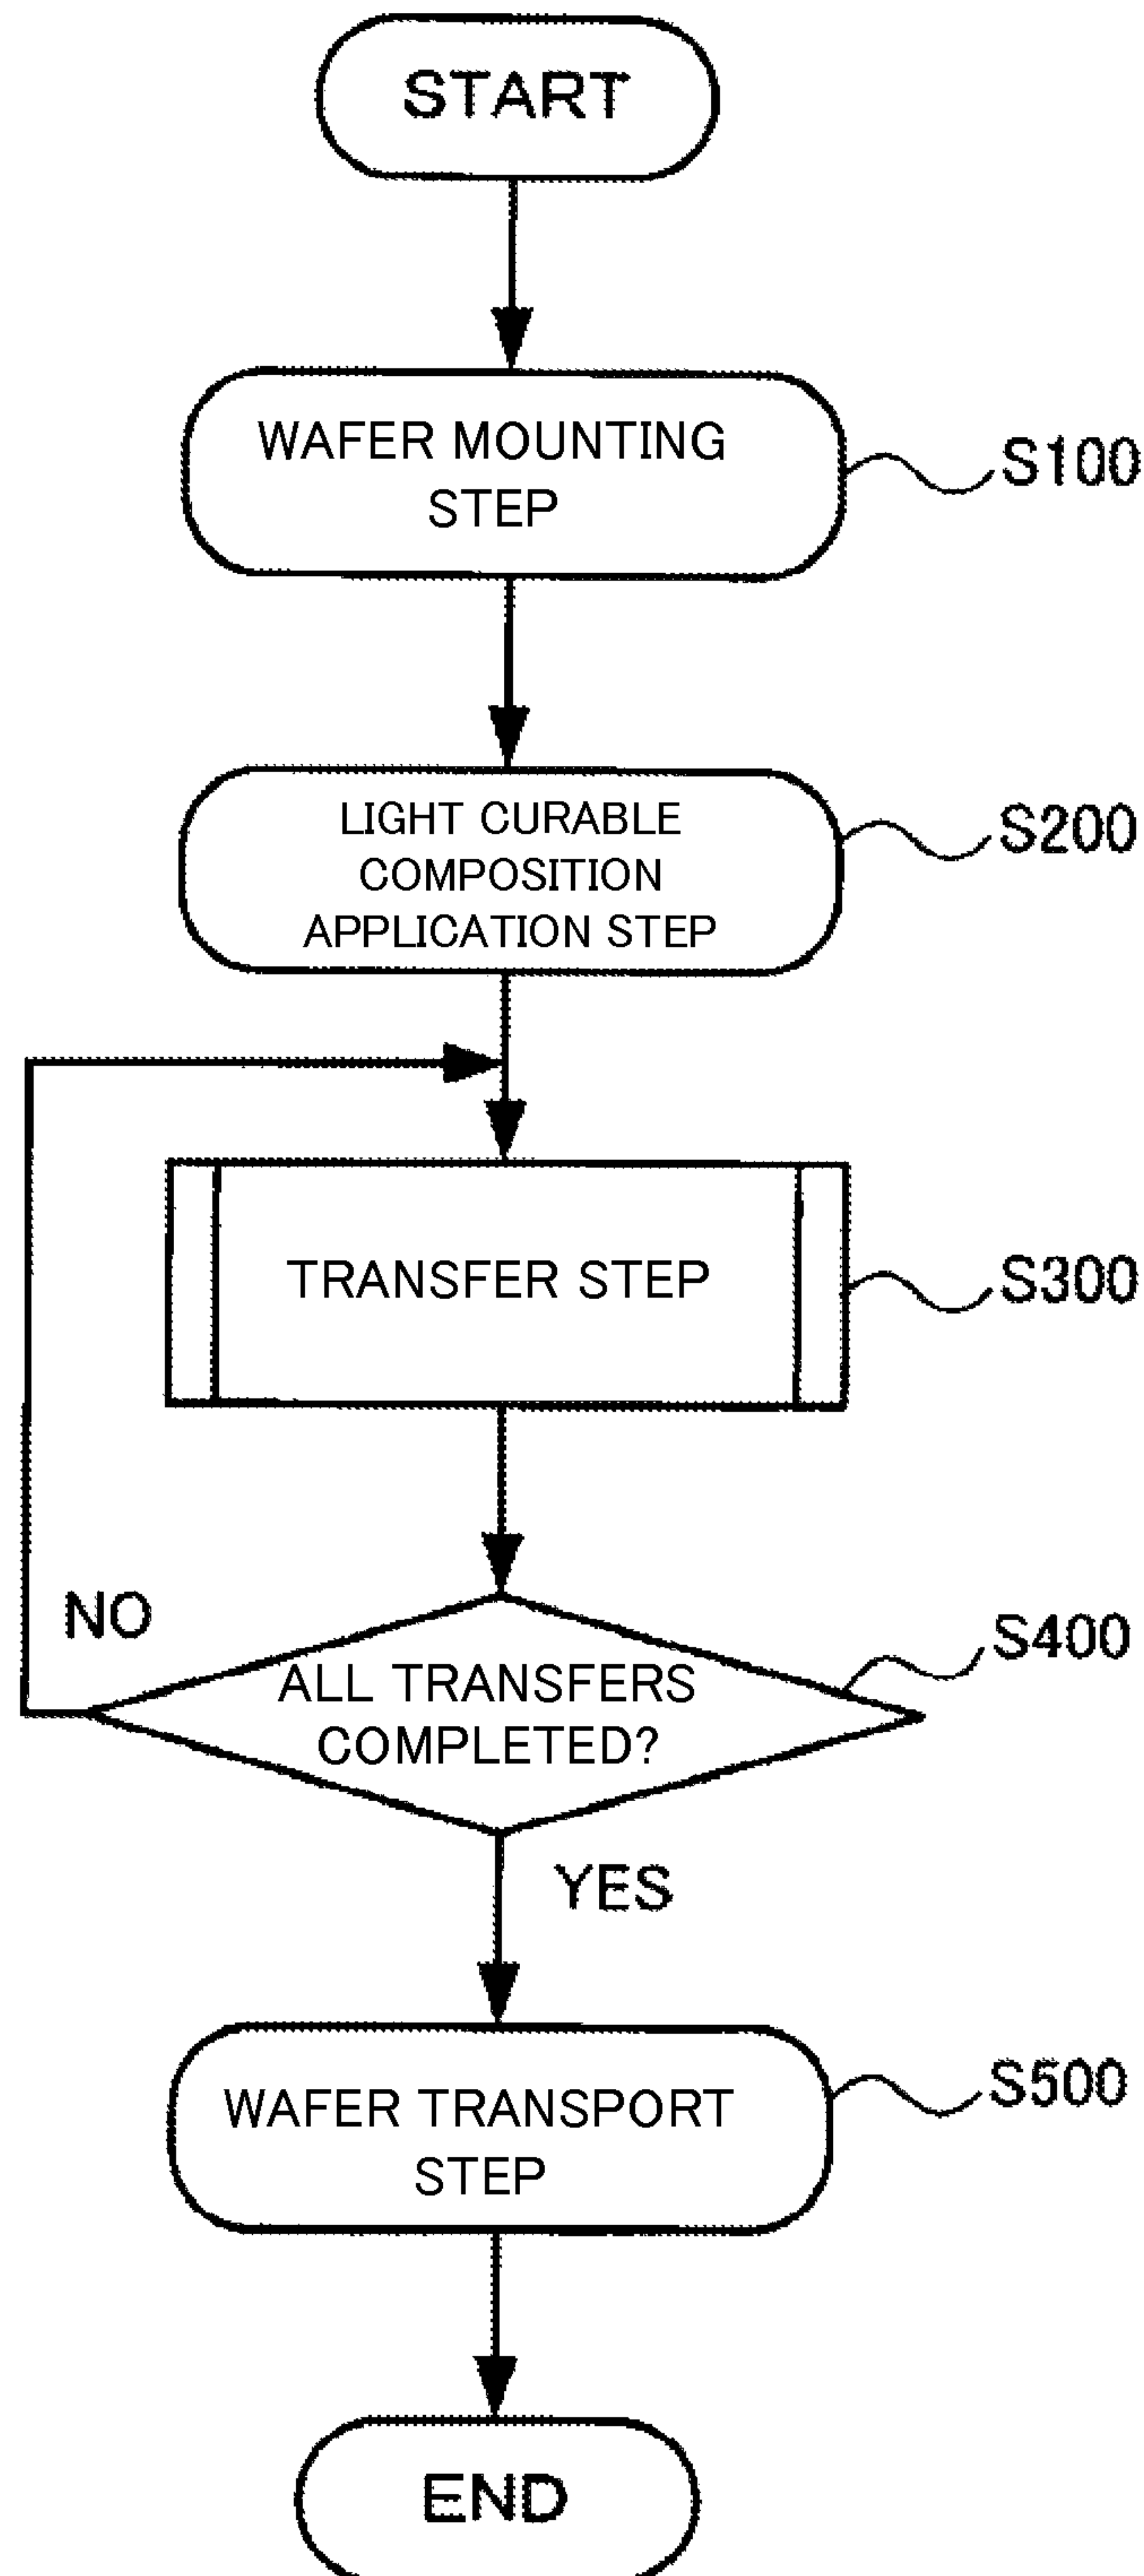 START
WAFER MOUNTING
STEP
S100
LIGHT CURABLE
COMPOSITION
APPLICATION STEP
S200
TRANSFER STEP
S300
NO
ALL TRANSFERS
COMPLETED?
S400
YES
WAFER TRANSPORT
STEP
S500
END